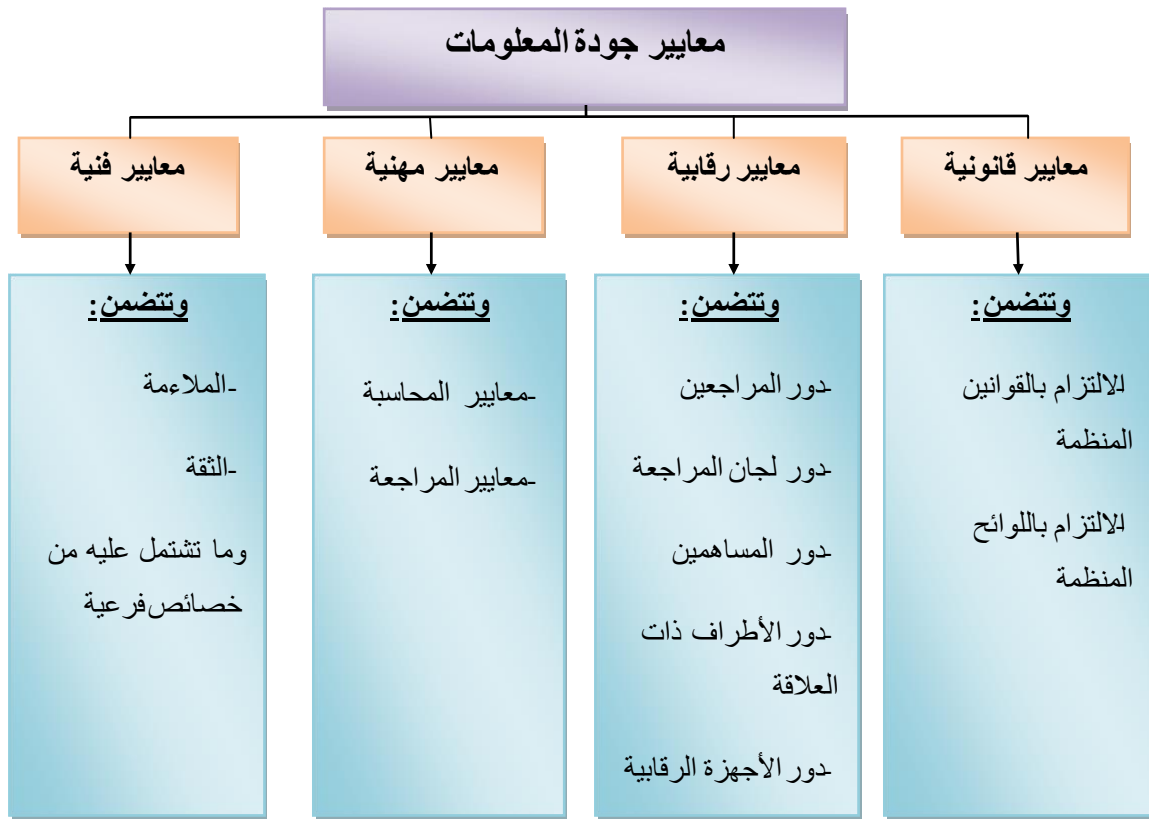 معايير جودة المعلومات
معايير قانونية
معايير رقابية
معايير مهنية
معايير فنية
وتتضمن:
-الالتزام بالقوانين
المنظمة
-الالتزام باللوائح
المنظمة
وتتضمن:
-دور المراجعين
-دور لجان المراجعة
-دور المساهمين
-دور الأطراف ذات
العلاقة
-دور الأجهزة الرقابية
وتتضمن:
-معايير المحاسبة
-معايير المراجعة
وتتضمن:
-الملاءمة
-الثقة
وما تشتمل عليه من
خصائص فرعية